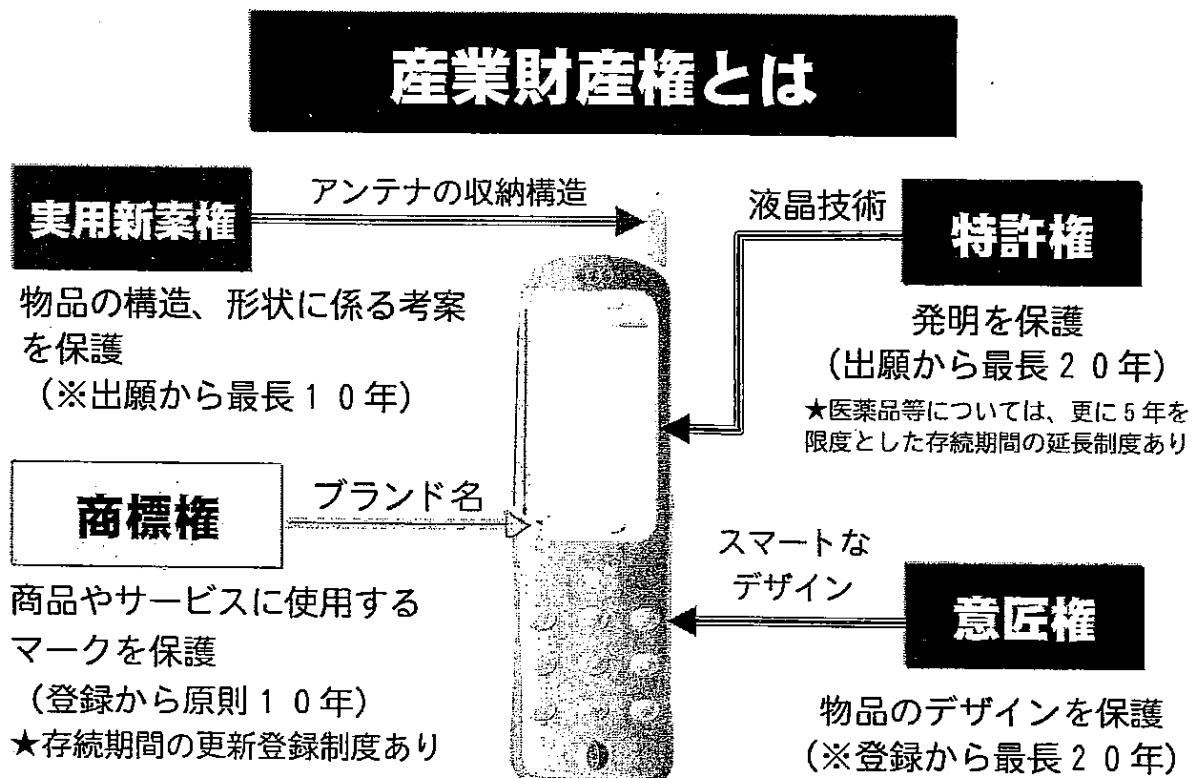 産業財産権とは
実用新案権
アンテナの収納構造
物品の構造、形状に係る考案
を保護
(※出願から最長10年)
液晶技術
特許権
発明を保護
(出願から最長20年)
★医薬品等については、更に5年を
限度とした存続期間の延長制度あり
商標権
ブランド名
商品やサービスに使用する
マークを保護
(登録から原則10年)
★存続期間の更新登録制度あり
スマートな
デザイン
意匠権
物品のデザインを保護
(※登録から最長20年)